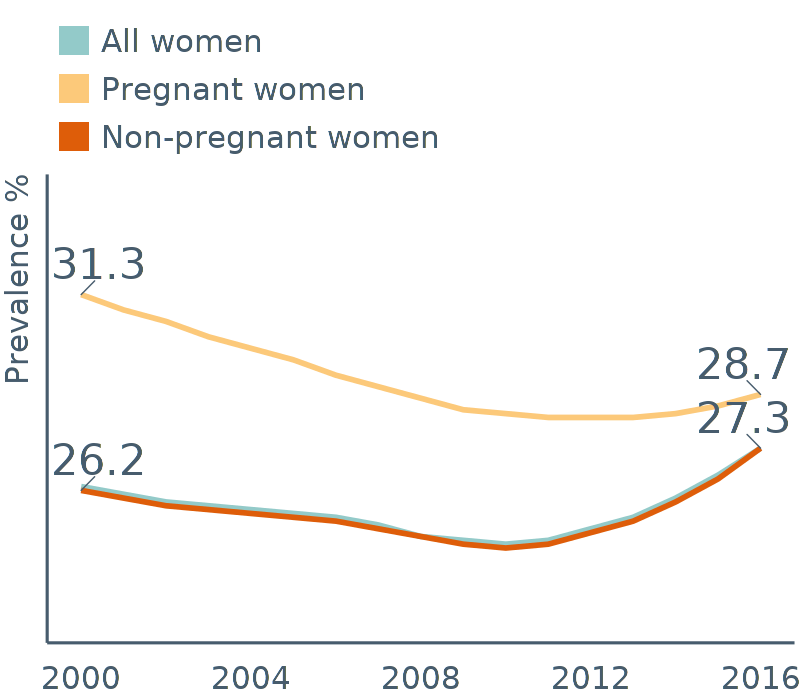 All women
Pregnant women
Non-pregnant women
Prevalence %
31.3
28.7
27.3
26.2
2000 2004 2008 2012 2016